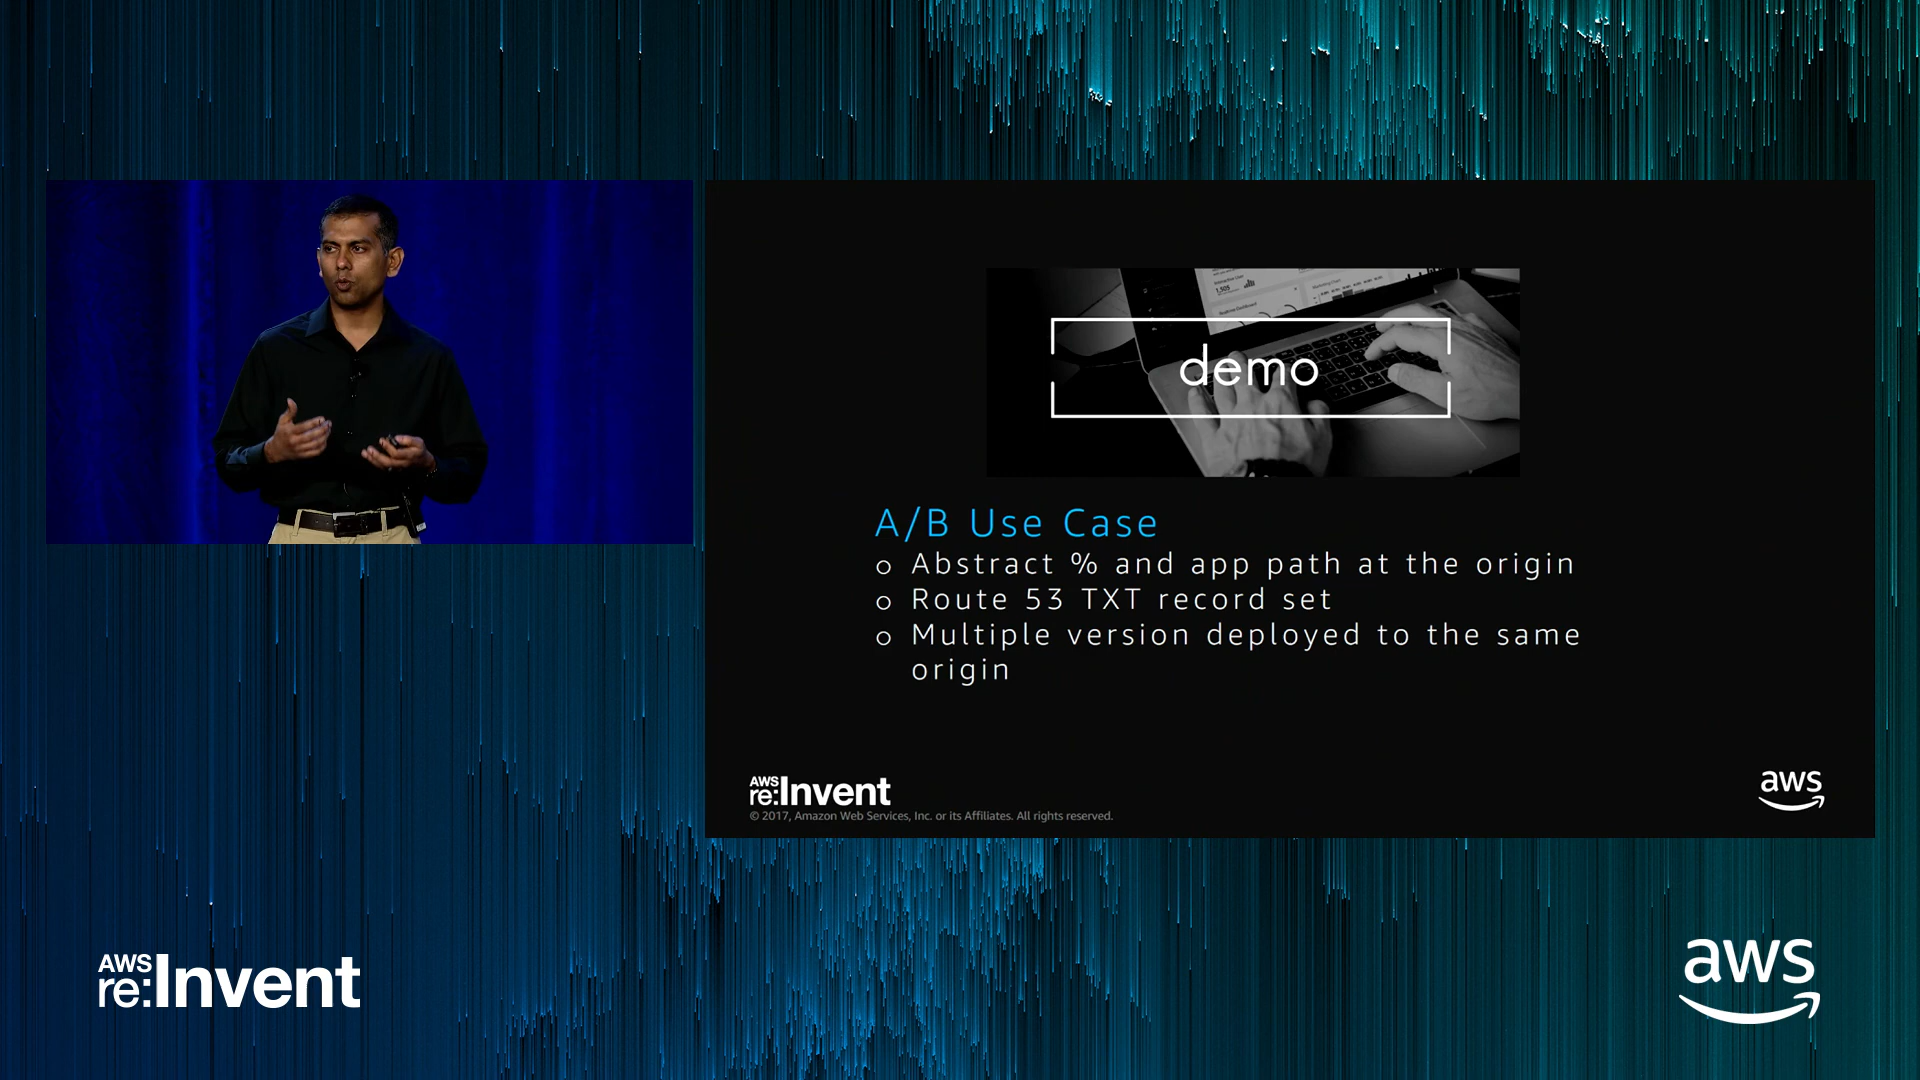 demo
1,505
A/B Use Case
Abstract % and app path at the origin
Route 53 TXT record set
Multiple version deployed to the same
origin
AWS
re:Invent
aws
© 2017, Amazon Web Services, Inc. or its Affiliates. All rights reserved.
AWS
re:Invent
aws